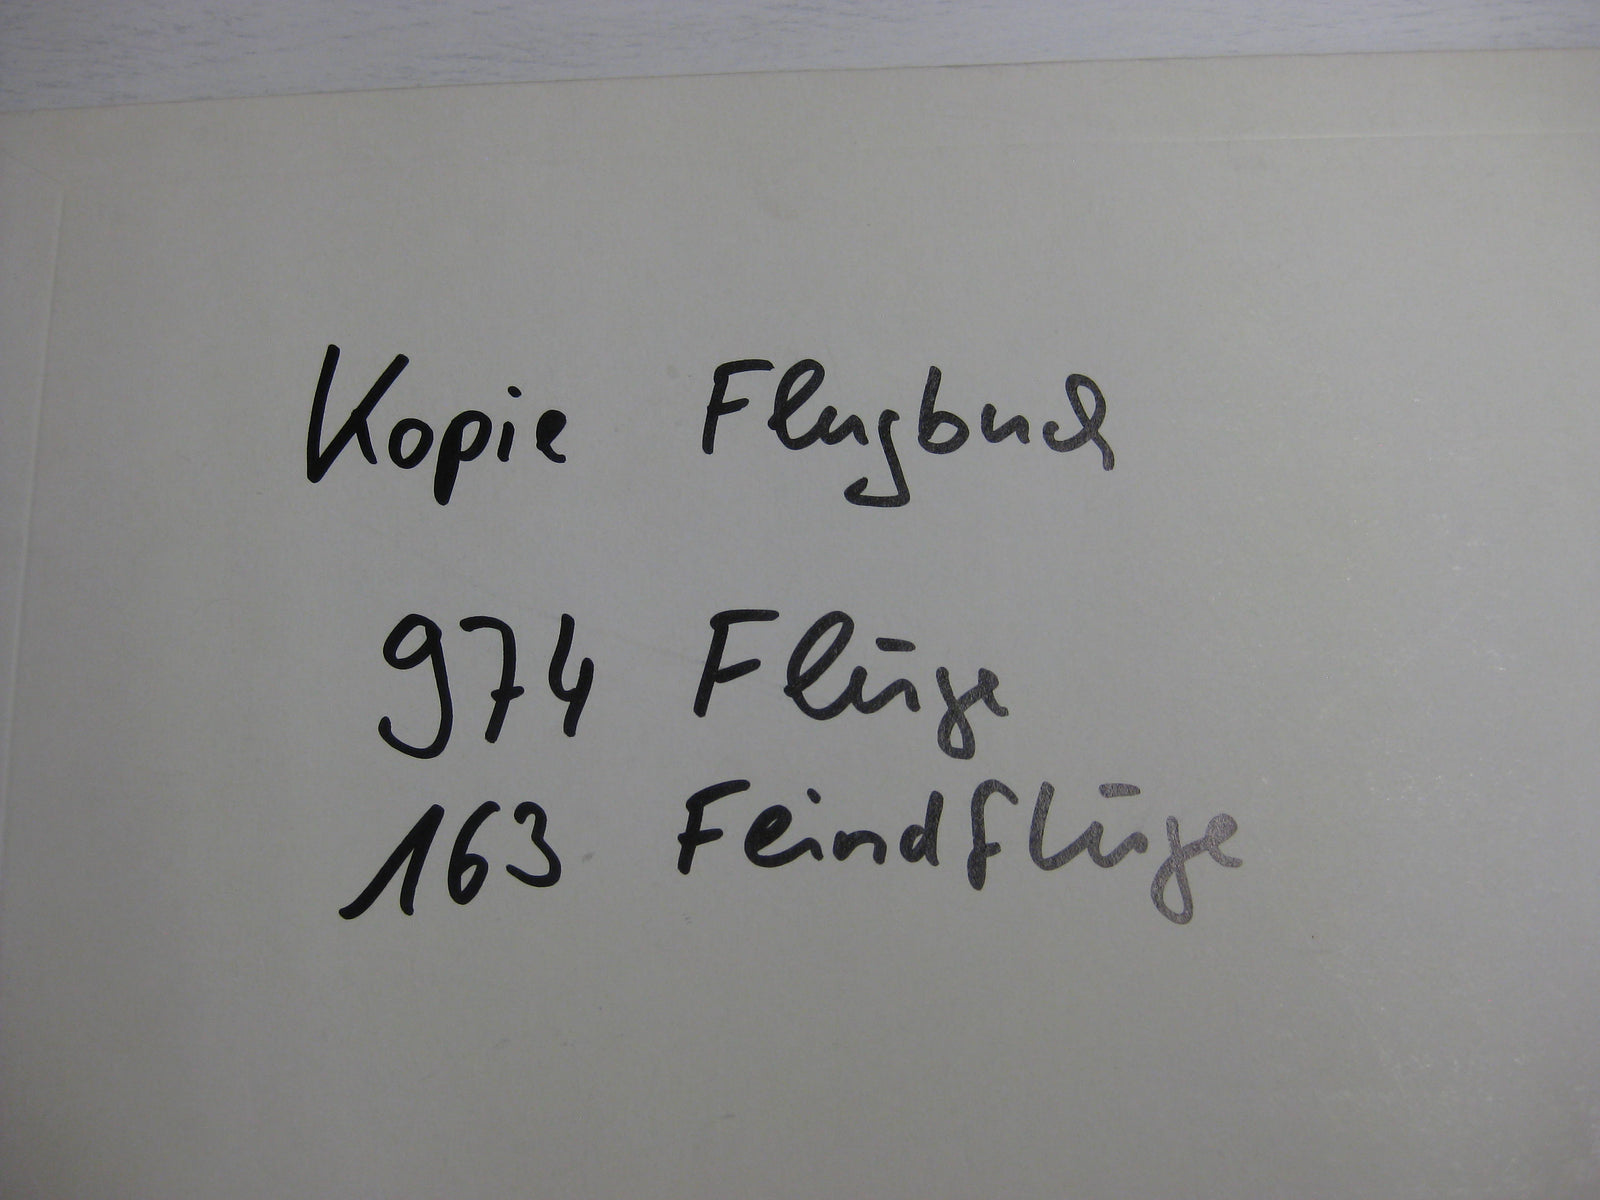 Kopie Flugbuch
974 Flüge
163 Feindflüge